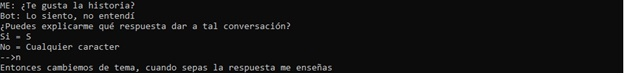 ME: ¿Te gusta la historia?
Bot: Lo siento, no entendí
¿Puedes explicarme qué respuesta dar a tal conversación?
Si = S
No = Cualquier caracter
-->n
Entonces cambiemos de tema, cuando sepas la respuesta me enseñas